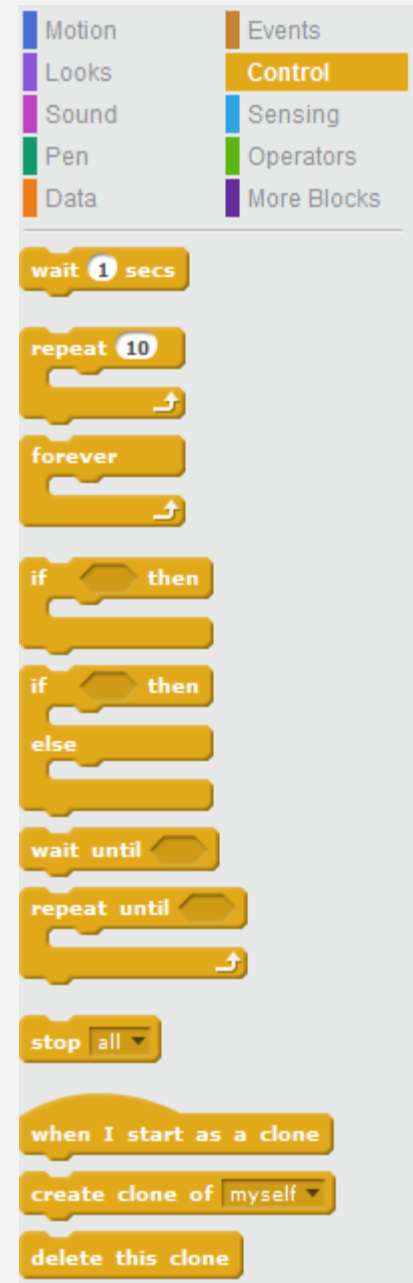 Motion Events
Looks Control
Sound Sensing
Pen Operators
Data More Blocks
wait 1 secs
repeat 10
forever
if then
if then
else
wait until
repeat until
stop all
when I start as a clone
create clone of myself
delete this clone